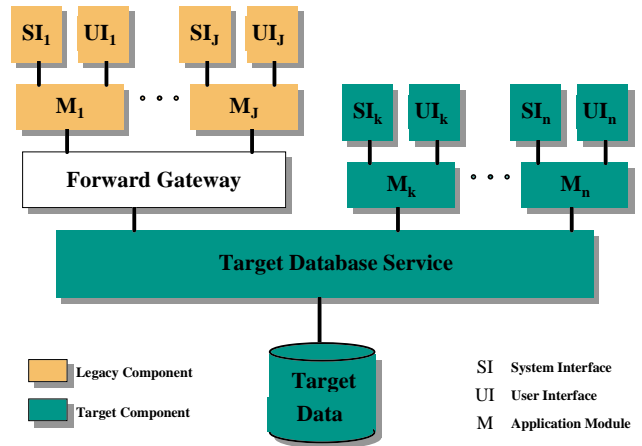 SI1 UI1 SIJ UIJ
M1 MJ
SIk UIk SIn UIn
Forward Gateway
Mk Mn
Target Database Service
Target
Data
Legacy Component
Target Component
SI System Interface
UI User Interface
M Application Module